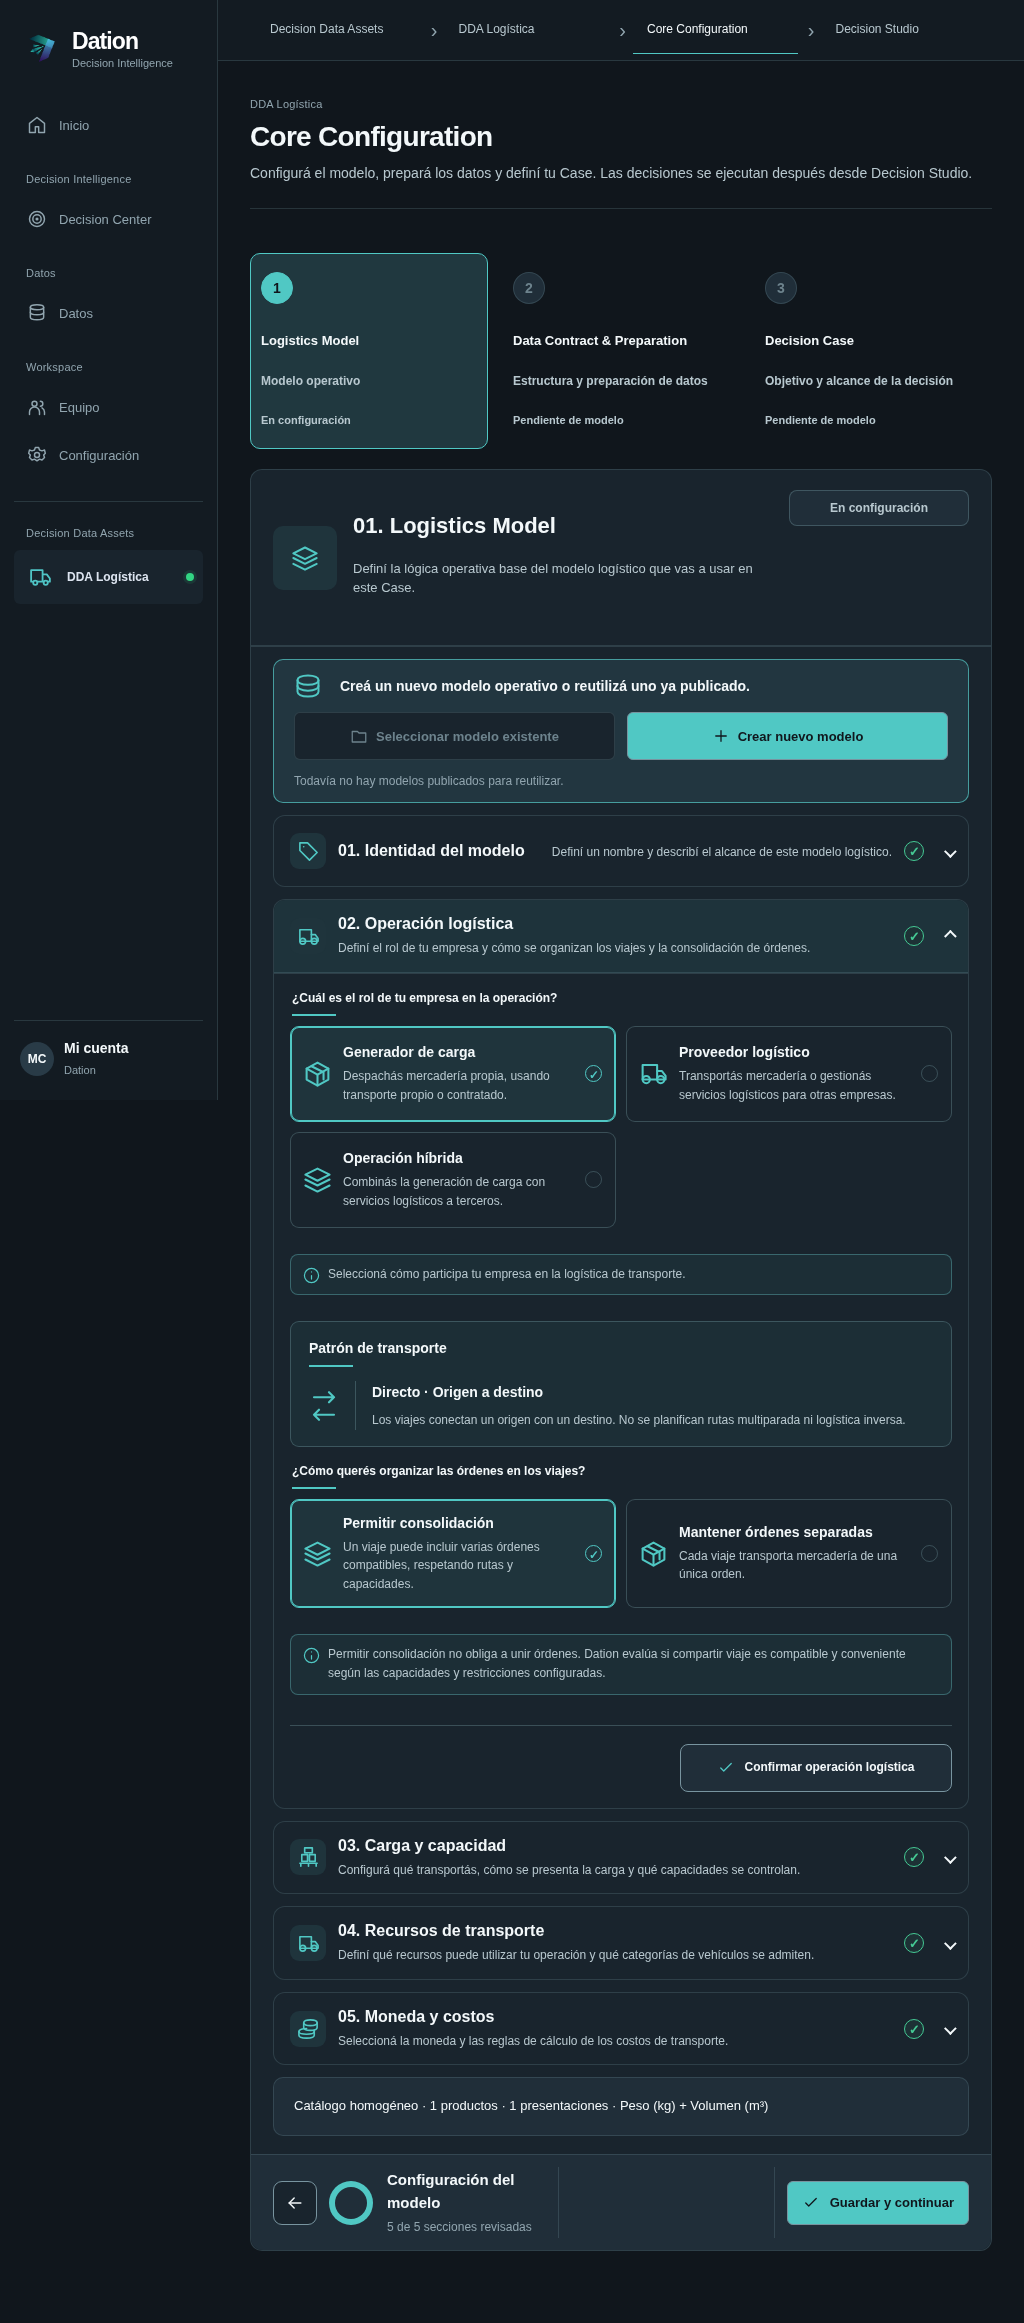 Dation
Decision Intelligence
Inicio
Decision Intelligence
Decision Center
Datos
Datos
Workspace
Equipo
Configuración
Decision Data Assets
DDA Logística
MC
Mi cuenta
Dation
Decision Data Assets › DDA Logística › Core Configuration › Decision Studio
DDA Logística
Core Configuration
Configurá el modelo, prepará los datos y definí tu Case. Las decisiones se ejecutan después desde Decision Studio.
1
Logistics Model
Modelo operativo
En configuración
2
Data Contract & Preparation
Estructura y preparación de datos
Pendiente de modelo
3
Decision Case
Objetivo y alcance de la decisión
Pendiente de modelo
En configuración
01. Logistics Model
Definí la lógica operativa base del modelo logístico que vas a usar en
este Case.
Creá un nuevo modelo operativo o reutilizá uno ya publicado.
Seleccionar modelo existente
Crear nuevo modelo
Todavía no hay modelos publicados para reutilizar.
01. Identidad del modelo
Definí un nombre y describí el alcance de este modelo logístico.
02. Operación logística
Definí el rol de tu empresa y cómo se organizan los viajes y la consolidación de órdenes.
¿Cuál es el rol de tu empresa en la operación?
Generador de carga
Despachás mercadería propia, usando
transporte propio o contratado.
Proveedor logístico
Transportás mercadería o gestionás
servicios logísticos para otras empresas.
Operación híbrida
Combinás la generación de carga con
servicios logísticos a terceros.
Seleccioná cómo participa tu empresa en la logística de transporte.
Patrón de transporte
Directo · Origen a destino
Los viajes conectan un origen con un destino. No se planifican rutas multiparada ni logística inversa.
¿Cómo querés organizar las órdenes en los viajes?
Permitir consolidación
Un viaje puede incluir varias órdenes
compatibles, respetando rutas y
capacidades.
Mantener órdenes separadas
Cada viaje transporta mercadería de una
única orden.
Permitir consolidación no obliga a unir órdenes. Dation evalúa si compartir viaje es compatible y conveniente
según las capacidades y restricciones configuradas.
Confirmar operación logística
03. Carga y capacidad
Configurá qué transportás, cómo se presenta la carga y qué capacidades se controlan.
04. Recursos de transporte
Definí qué recursos puede utilizar tu operación y qué categorías de vehículos se admiten.
05. Moneda y costos
Seleccioná la moneda y las reglas de cálculo de los costos de transporte.
Catálogo homogéneo · 1 productos · 1 presentaciones · Peso (kg) + Volumen (m³)
Configuración del
modelo
5 de 5 secciones revisadas
Guardar y continuar